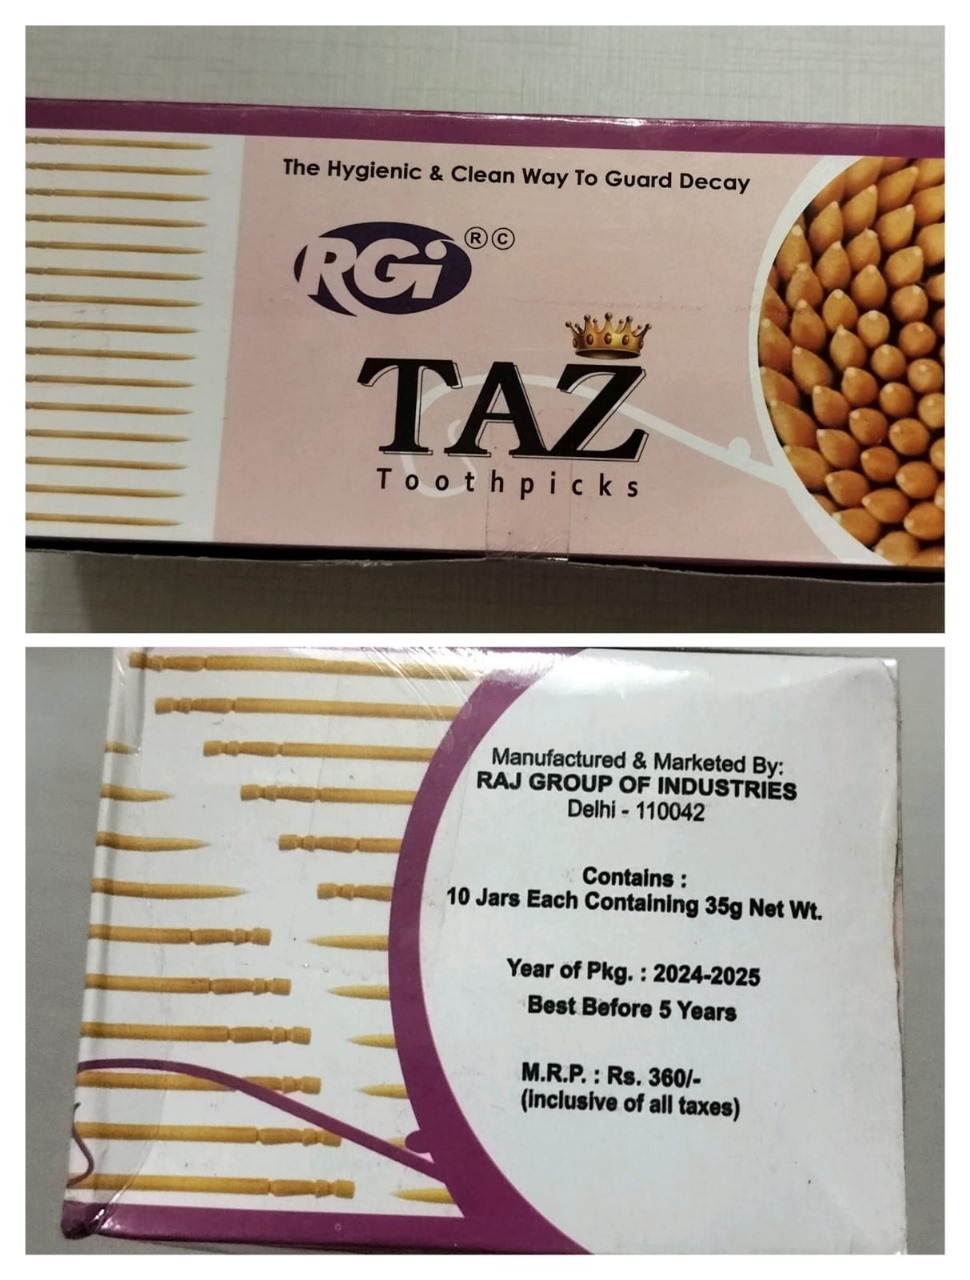 The Hygienic & Clean Way To Guard Decay
RGi ® ©
TAZ
Toothpicks
Manufactured & Marketed By:
RAJ GROUP OF INDUSTRIES
Delhi - 110042
Contains :
10 Jars Each Containing 35g Net Wt.
Year of Pkg. : 2024-2025
Best Before 5 Years
M.R.P. : Rs. 360/-
(inclusive of all taxes)